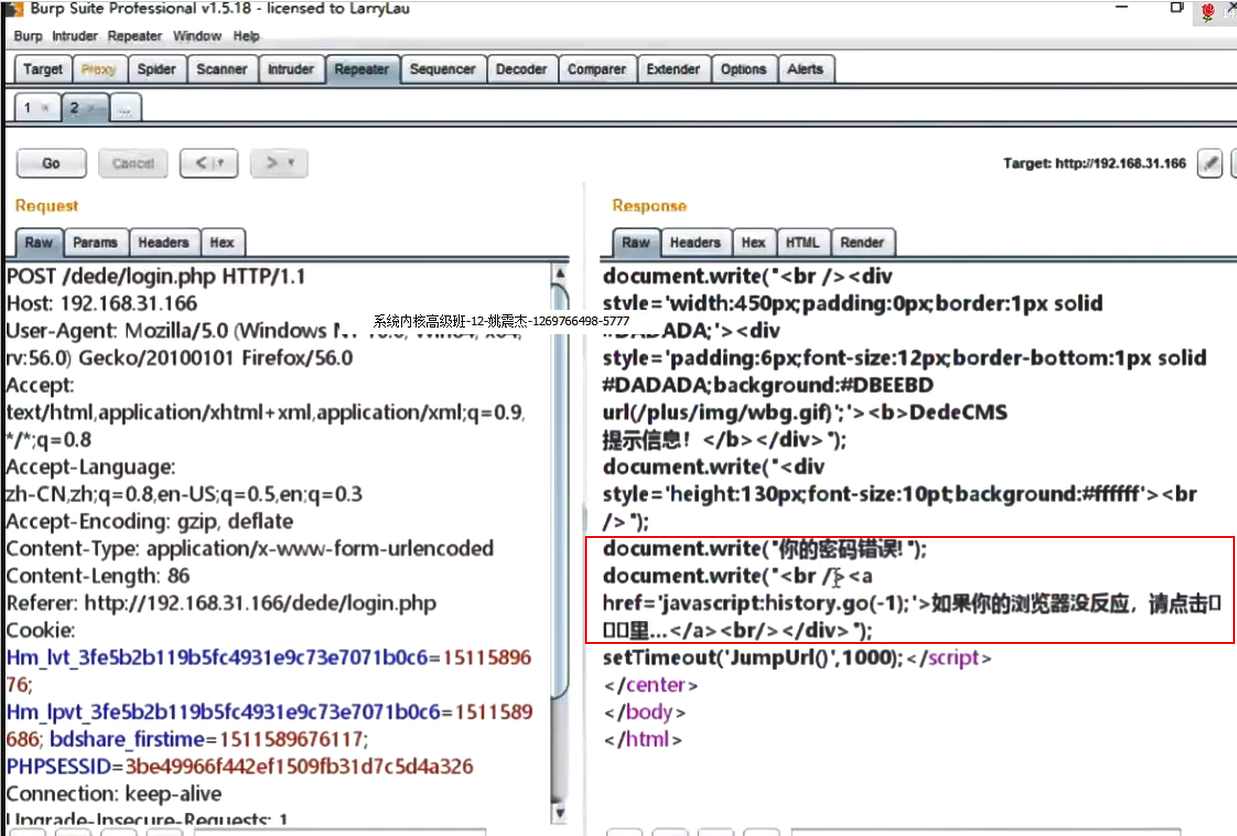 Burp Suite Professional v1.5.18 - licensed to LarryLau
Burp Intruder Repeater Window Help
Target Proxy Spider Scanner Intruder Repeater Sequencer Decoder Comparer Extender Options Alerts
1 × 2 × ...
Go Cancel < > Target: http://192.168.31.166
Request
Raw Params Headers Hex
POST /dede/login.php HTTP/1.1
Host: 192.168.31.166
User-Agent: Mozilla/5.0 (Windows
rv:56.0) Gecko/20100101 Firefox/56.0
Accept:
text/html,application/xhtml+xml,application/xml;q=0.9,
*/*;q=0.8
Accept-Language:
zh-CN,zh;q=0.8,en-US;q=0.5,en;q=0.3
Accept-Encoding: gzip, deflate
Content-Type: application/x-www-form-urlencoded
Content-Length: 86
Referer: http://192.168.31.166/dede/login.php
Cookie:
Hm_lvt_3fe5b2b119b5fc4931e9c73e7071b0c6=15115896
76;
Hm_lpvt_3fe5b2b119b5fc4931e9c73e7071b0c6=1511589
686; bdshare_firstime=1511589676117;
PHPSESSID=3be49966f442ef1509fb31d7c5d4a326
Connection: keep-alive
Upgrade-Insecure-Requests: 1
系统内核高级班-12-姚震杰-1269766498-5777
Response
Raw Headers Hex HTML Render
document.write("<br /><div
style='width:450px;padding:0px;border:1px solid
#DADADA;'><div
style='padding:6px;font-size:12px;border-bottom:1px solid
#DADADA;background:#DBEEBD
url(/plus/img/wbg.gif)';'><b>DedeCMS
提示信息！</b></div>");
document.write("<div
style='height:130px;font-size:10pt;background:#ffffff'><br
/>");
document.write("你的密码错误!");
document.write("<br /><a
href='javascript:history.go(-1);'>如果你的浏览器没反应，请点击
里...</a><br/></div>");
setTimeout('JumpUrl()',1000);</script>
</center>
</body>
</html>